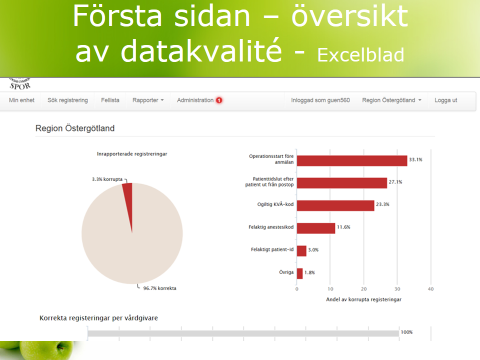 Första sidan – översikt
av datakvalité - Excelblad
SPOR
Min enhet Sök registrering Fellista Rapporter Administration 1 Inloggad som guen560 Region Östergötland Logga ut
Region Östergötland
Inrapporterade registreringar
3.3% korrupta
96.7% korrekta
Operationsstart före
anmälan
33.1%
Patienttidslut efter
patient ut från postop
27.1%
Ogiltig KVÅ-kod
23.3%
Felaktig anestesikod
11.6%
Felaktigt patient-id
3.0%
Övriga
1.8%
0 10 20 30 40
Andel av korrupta registeringar
Korrekta registeringar per vårdgivare
100%